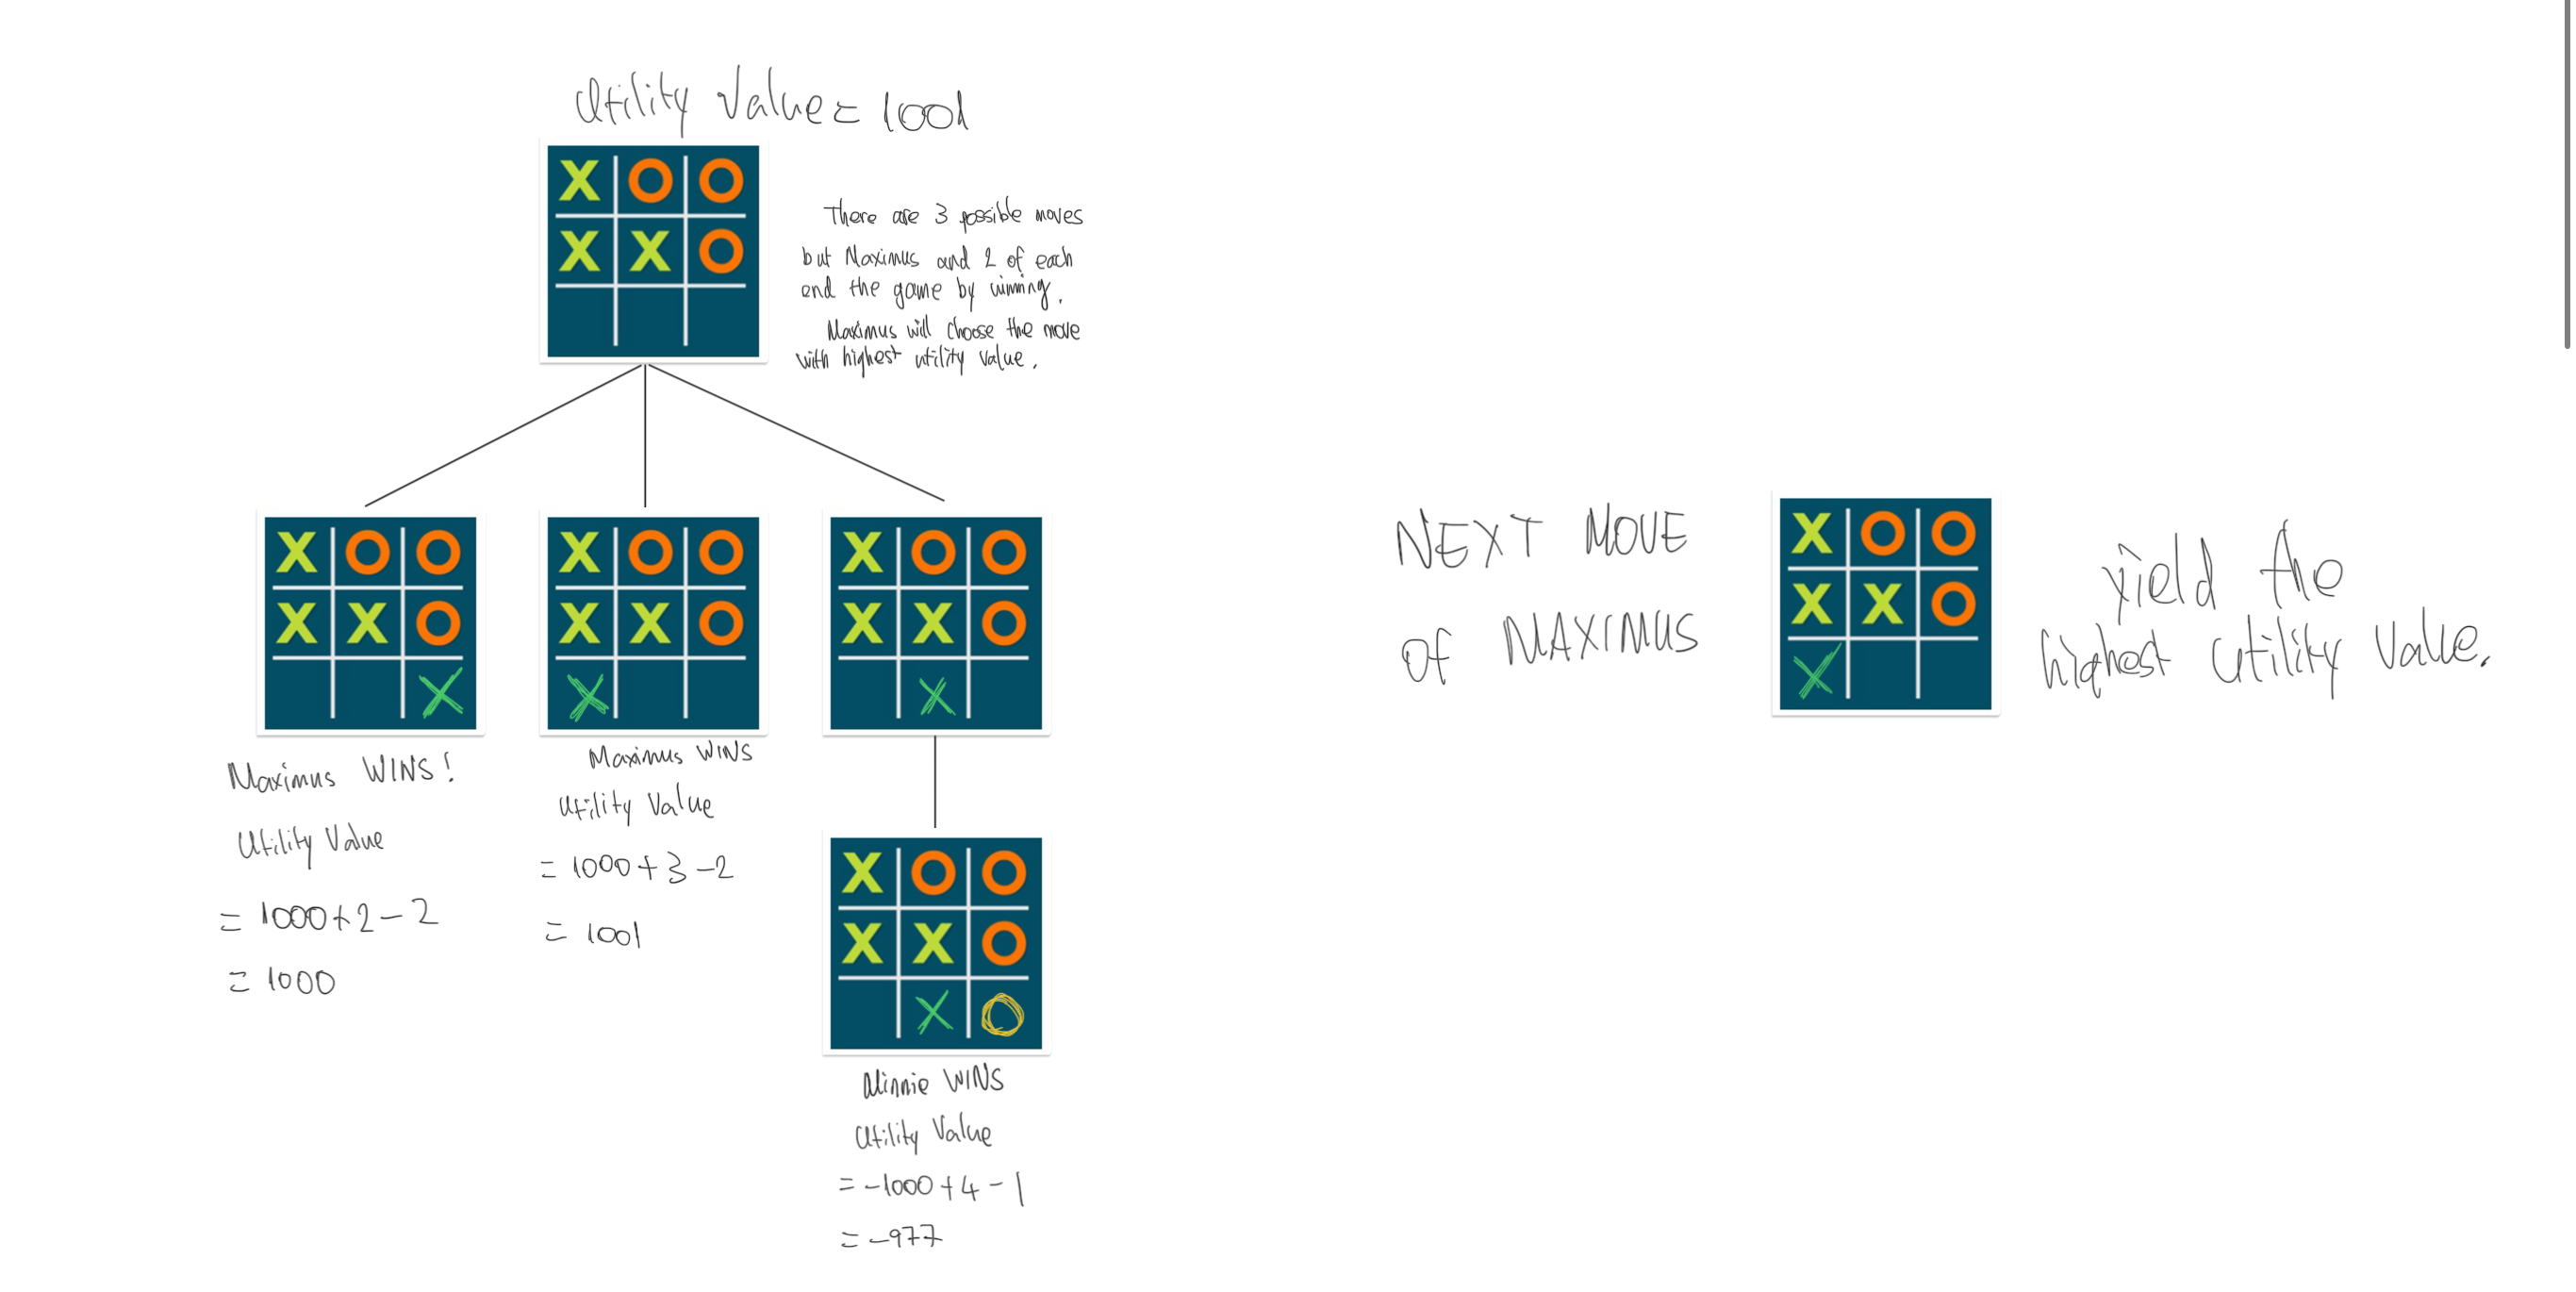 Utility Value = 1001
X O O
X X O
There are 3 possible moves
but Maximus and 2 of each
end the game by winning.
Maximus will choose the move
with highest utility value.
X O O
X X O
X
Maximus WINS!
Utility Value
= 1000+2-2
= 1000
X O O
X X O
X
Maximus WINS
Utility Value
= 1000+3-2
= 1001
X O O
X X O
X
X O O
X X O
X O
Minnie WINS
Utility Value
= -1000+4-1
= -977
NEXT MOVE
OF MAXIMUS
X O O
X X O
X
yield the
highest utility value.